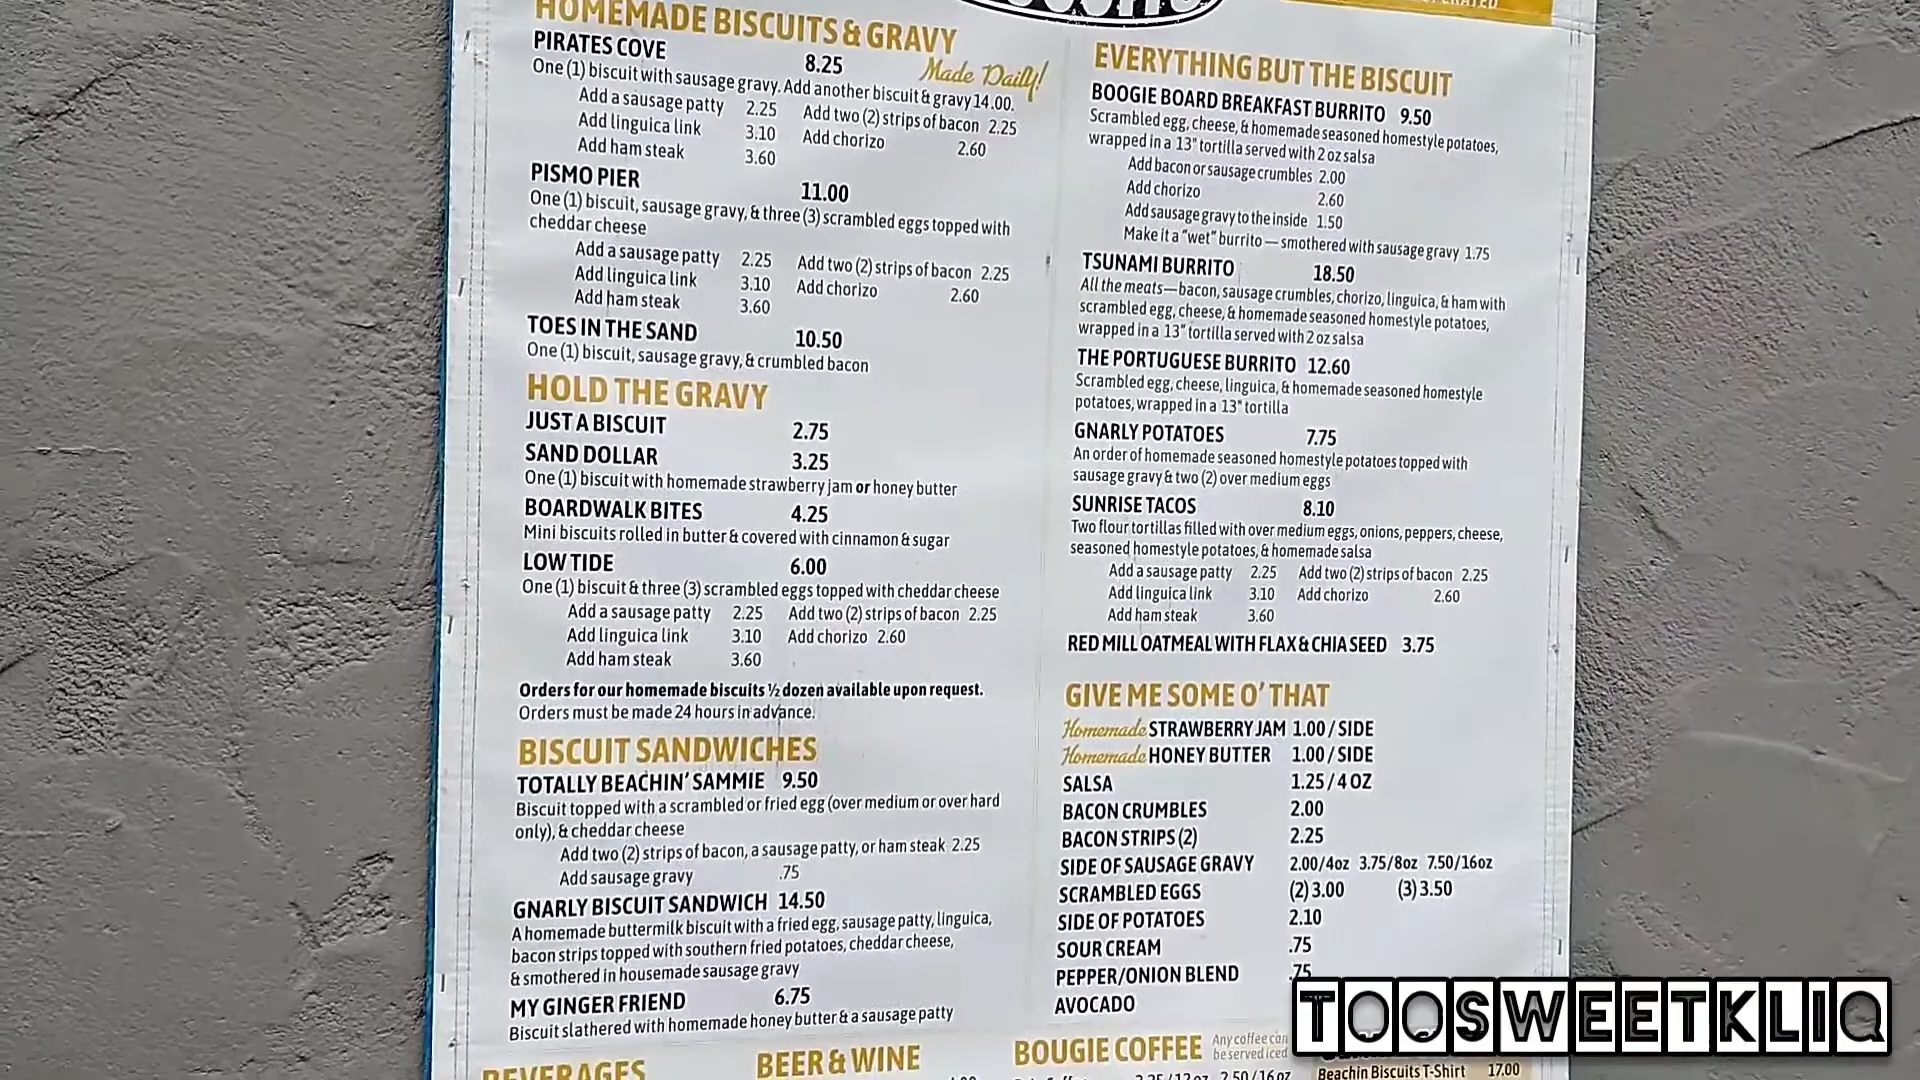 HOMEMADE BISCUITS & GRAVY
Made Daily!
PIRATES COVE 8.25
One (1) biscuit with sausage gravy. Add another biscuit & gravy 14.00.
Add a sausage patty 2.25 Add two (2) strips of bacon 2.25
Add linguica link 3.10 Add chorizo 2.60
Add ham steak 3.60
PISMO PIER 11.00
One (1) biscuit, sausage gravy, & three (3) scrambled eggs topped with
cheddar cheese
Add a sausage patty 2.25 Add two (2) strips of bacon 2.25
Add linguica link 3.10 Add chorizo 2.60
Add ham steak 3.60
TOES IN THE SAND 10.50
One (1) biscuit, sausage gravy, & crumbled bacon
HOLD THE GRAVY
JUST A BISCUIT 2.75
SAND DOLLAR 3.25
One (1) biscuit with homemade strawberry jam or honey butter
BOARDWALK BITES 4.25
Mini biscuits rolled in butter & covered with cinnamon & sugar
LOW TIDE 6.00
One (1) biscuit & three (3) scrambled eggs topped with cheddar cheese
Add a sausage patty 2.25 Add two (2) strips of bacon 2.25
Add linguica link 3.10 Add chorizo 2.60
Add ham steak 3.60
Orders for our homemade biscuits ½ dozen available upon request.
Orders must be made 24 hours in advance.
BISCUIT SANDWICHES
TOTALLY BEACHIN' SAMMIE 9.50
Biscuit topped with a scrambled or fried egg (over medium or over hard
only), & cheddar cheese
Add two (2) strips of bacon, a sausage patty, or ham steak 2.25
Add sausage gravy .75
GNARLY BISCUIT SANDWICH 14.50
A homemade buttermilk biscuit with a fried egg, sausage patty, linguica,
bacon strips topped with southern fried potatoes, cheddar cheese,
& smothered in housemade sausage gravy
MY GINGER FRIEND 6.75
Biscuit slathered with homemade honey butter & a sausage patty
EVERYTHING BUT THE BISCUIT
BOOGIE BOARD BREAKFAST BURRITO 9.50
Scrambled egg, cheese, & homemade seasoned homestyle potatoes,
wrapped in a 13" tortilla served with 2 oz salsa
Add bacon or sausage crumbles 2.00
Add chorizo 2.60
Add sausage gravy to the inside 1.50
Make it a "wet" burrito — smothered with sausage gravy 1.75
TSUNAMI BURRITO 18.50
All the meats—bacon, sausage crumbles, chorizo, linguica, & ham with
scrambled egg, cheese, & homemade seasoned homestyle potatoes,
wrapped in a 13" tortilla served with 2 oz salsa
THE PORTUGUESE BURRITO 12.60
Scrambled egg, cheese, linguica, & homemade seasoned homestyle
potatoes, wrapped in a 13" tortilla
GNARLY POTATOES 7.75
An order of homemade seasoned homestyle potatoes topped with
sausage gravy & two (2) over medium eggs
SUNRISE TACOS 8.10
Two flour tortillas filled with over medium eggs, onions, peppers, cheese,
seasoned homestyle potatoes, & homemade salsa
Add a sausage patty 2.25 Add two (2) strips of bacon 2.25
Add linguica link 3.10 Add chorizo 2.60
Add ham steak 3.60
RED MILL OATMEAL WITH FLAX & CHIA SEED 3.75
GIVE ME SOME O' THAT
Homemade STRAWBERRY JAM 1.00 / SIDE
Homemade HONEY BUTTER 1.00 / SIDE
SALSA 1.25 / 4 OZ
BACON CRUMBLES 2.00
BACON STRIPS (2) 2.25
SIDE OF SAUSAGE GRAVY 2.00/4oz 3.75/8oz 7.50/16oz
SCRAMBLED EGGS (2) 3.00 (3) 3.50
SIDE OF POTATOES 2.10
SOUR CREAM .75
PEPPER/ONION BLEND .75
AVOCADO
BEVERAGES
BEER & WINE
BOUGIE COFFEE
Any coffee can
be served iced
2.25/12oz 2.50/16oz
Beachin Biscuits T-Shirt 17.00
TOOSWEETKLIQ